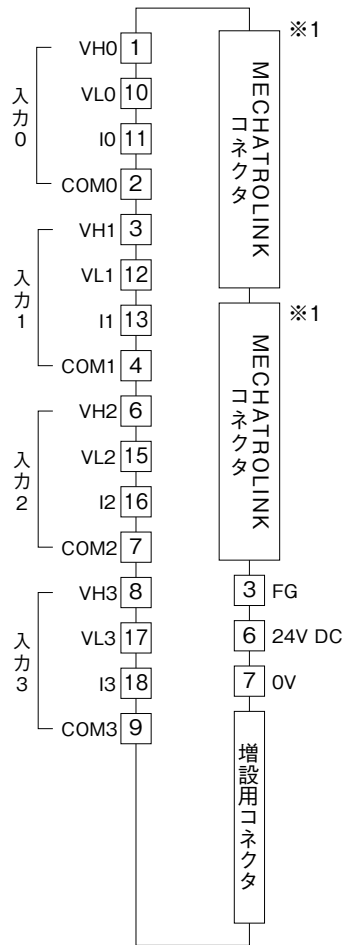 入力0
VH0 1
VL0 10
I0 11
COM0 2
入力1
VH1 3
VL1 12
I1 13
COM1 4
入力2
VH2 6
VL2 15
I2 16
COM2 7
入力3
VH3 8
VL3 17
I3 18
COM3 9
※1
MECHATROLINK
コネクタ
※1
MECHATROLINK
コネクタ
3 FG
6 24V DC
7 0V
増設用コネクタ